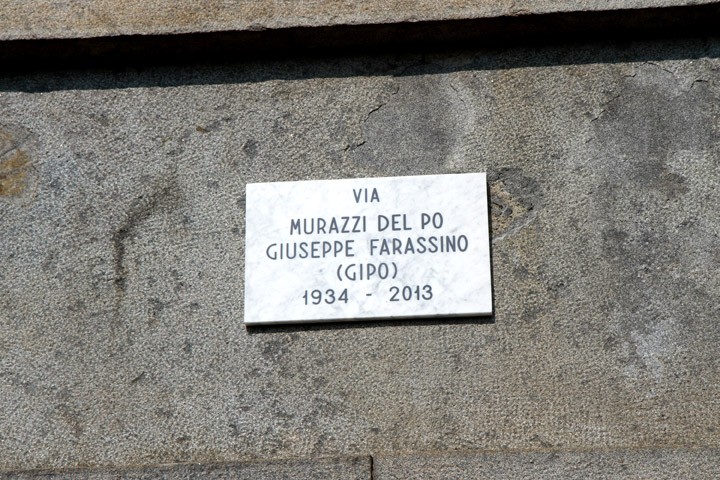 VIA
MURAZZI DEL PO
GIUSEPPE FARASSINO
(GIPO)
1934 - 2013